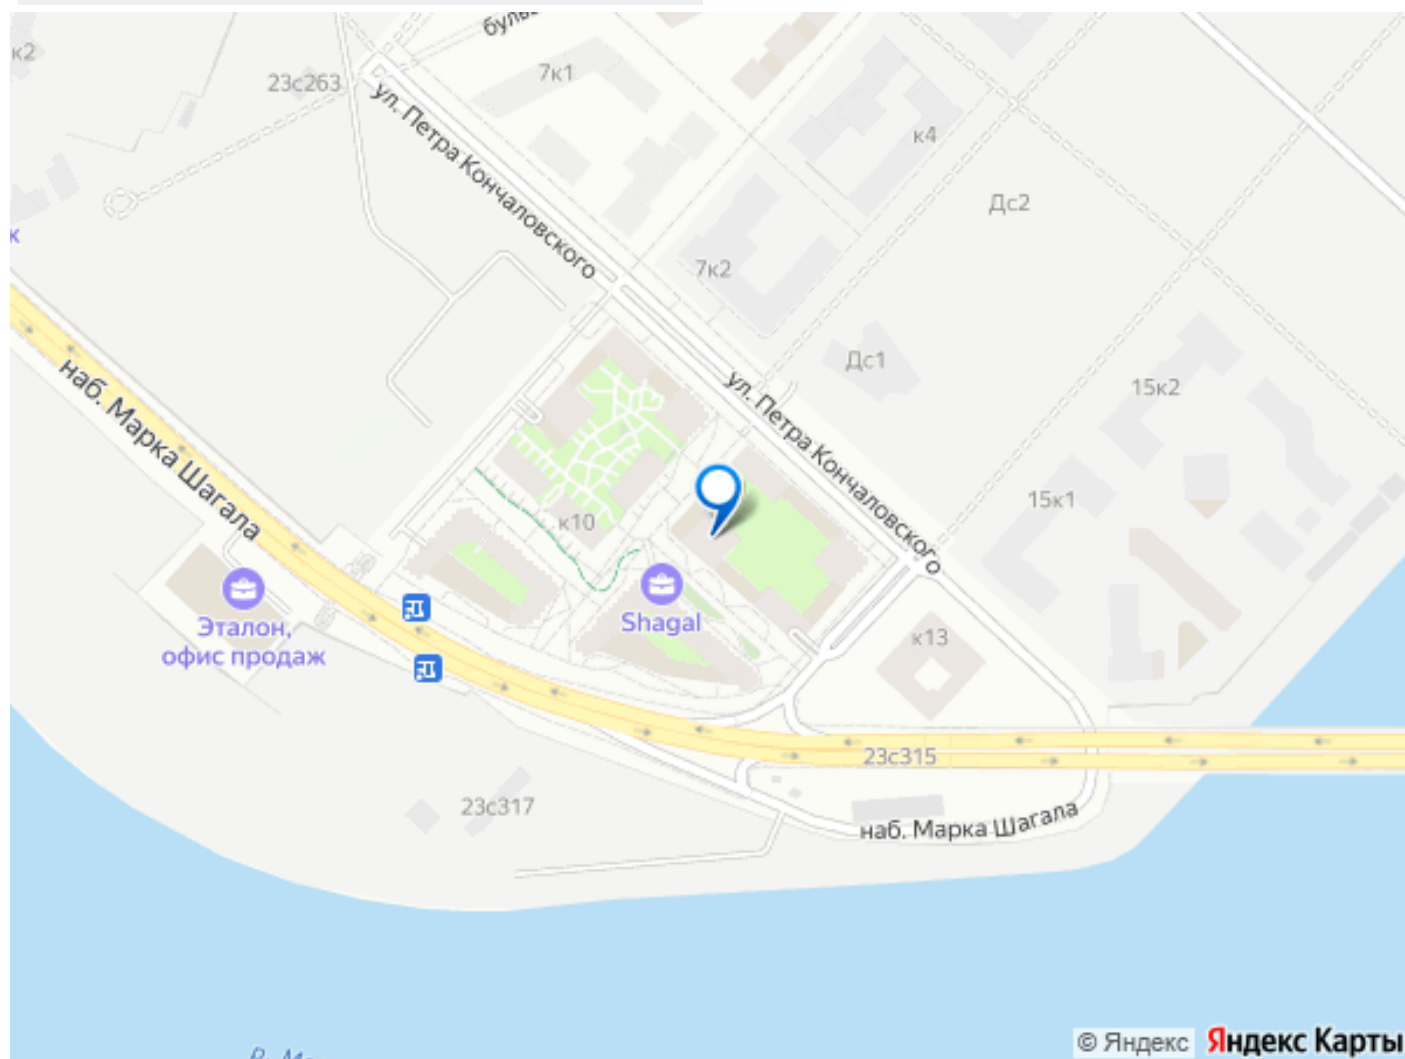 к2
23с263
7к1
ул. Петра Кончаловского
к4
Дс2
7к2
Дс1
ул. Петра Кончаловского
15к2
наб. Марка Шагала
15к1
к10
Shagal
Эталон,
офис продаж
к13
23с315
23с317
наб. Марка Шагала
© Яндекс Яндекс Карты